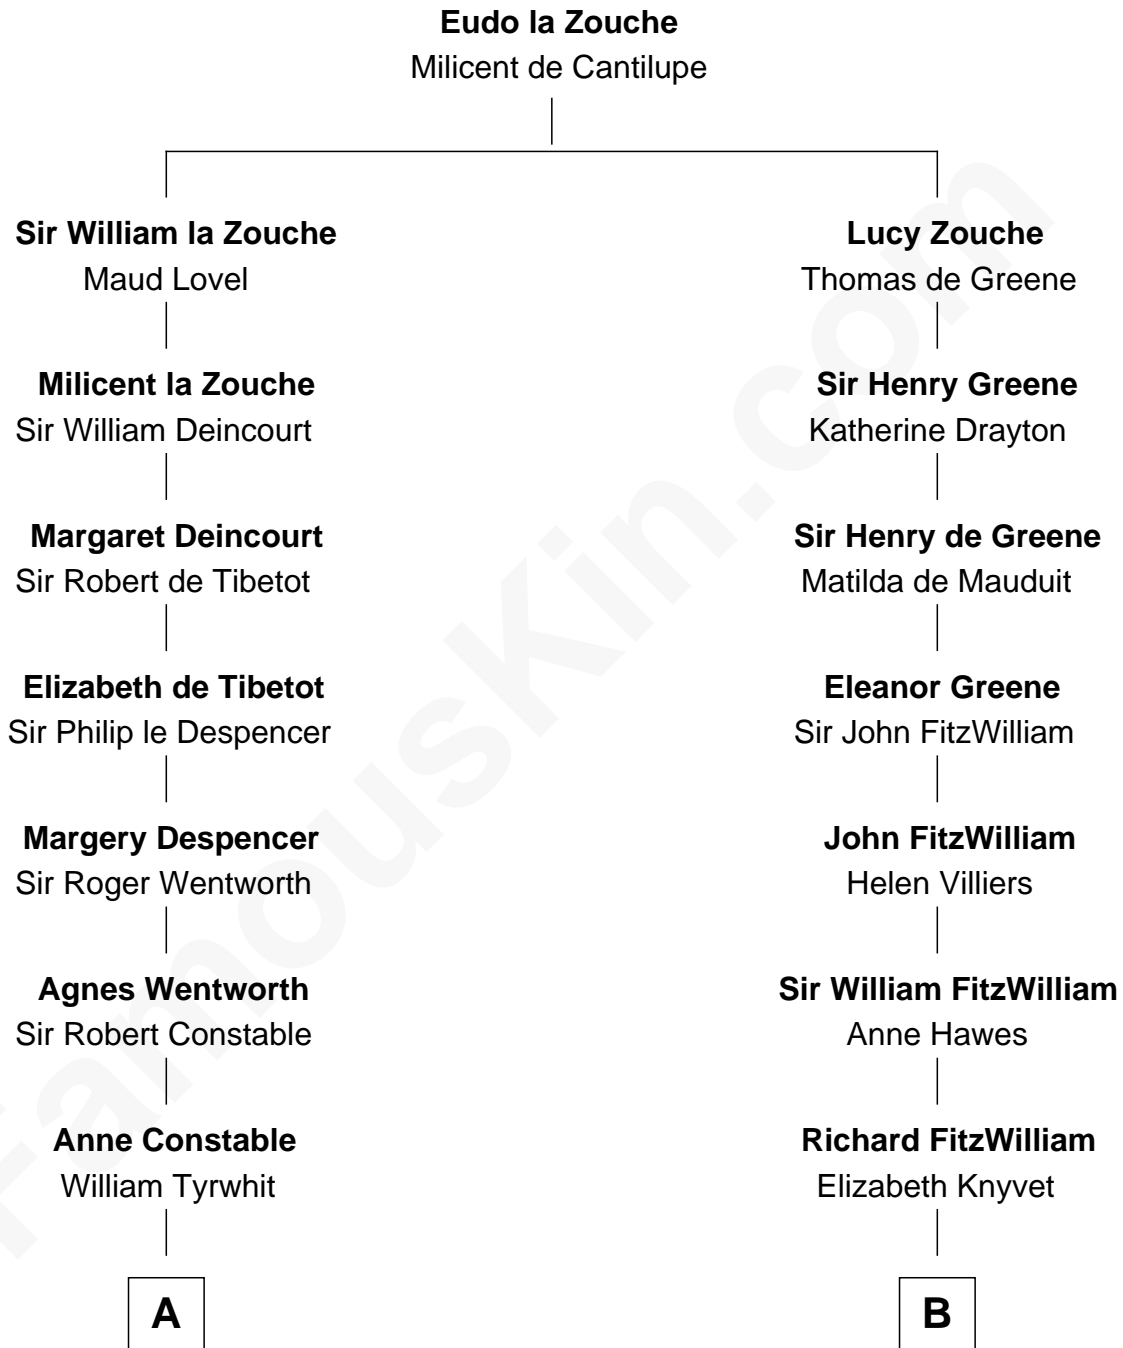 Eudo la Zouche
Milicent de Cantilupe
Sir William la Zouche
Maud Lovel
Lucy Zouche
Thomas de Greene
Milicent la Zouche
Sir William Deincourt
Sir Henry Greene
Katherine Drayton
Margaret Deincourt
Sir Robert de Tibetot
Sir Henry de Greene
Matilda de Mauduit
Elizabeth de Tibetot
Sir Philip le Despencer
Eleanor Greene
Sir John FitzWilliam
Margery Despencer
Sir Roger Wentworth
John FitzWilliam
Helen Villiers
Agnes Wentworth
Sir Robert Constable
Sir William FitzWilliam
Anne Hawes
Anne Constable
William Tyrwhit
Richard FitzWilliam
Elizabeth Knyvet
A
B
FamousKin.com